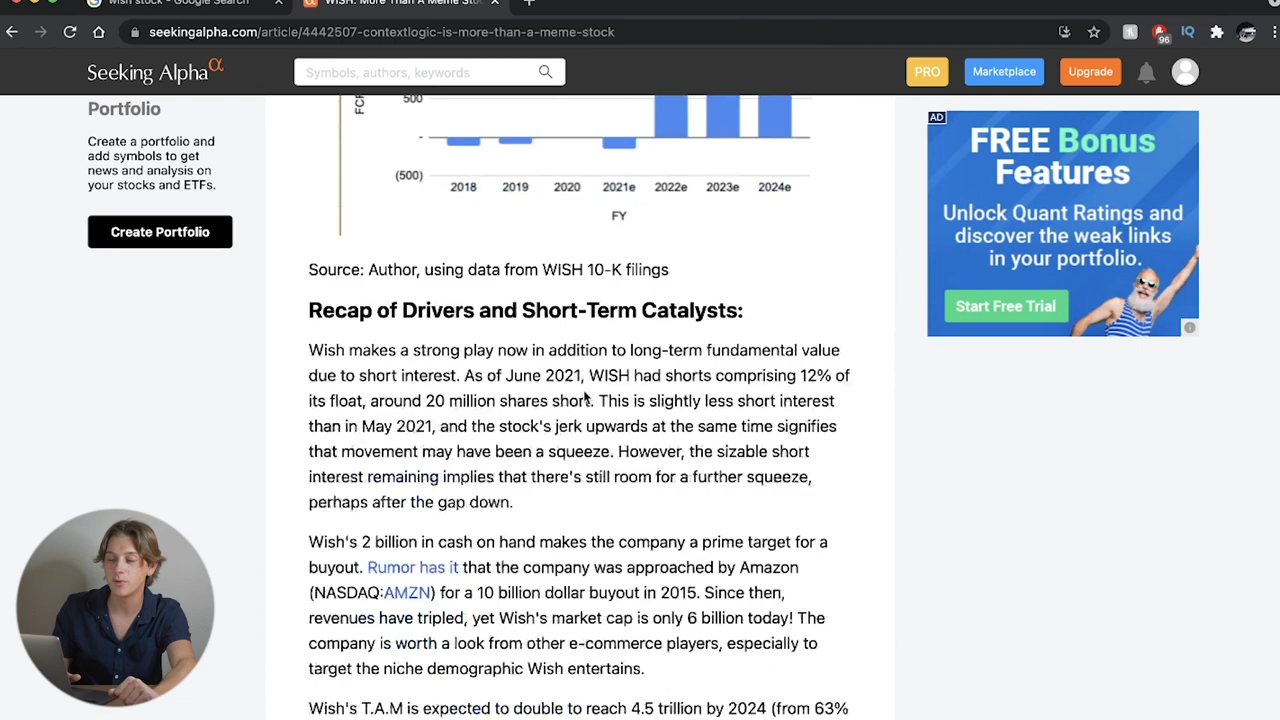 wish stock - Google Search
WISH: More Than A Meme Sto
seekingalpha.com/article/4442507-contextlogic-is-more-than-a-meme-stock
96
IQ
Seeking Alpha α
Symbols, authors, keywords
PRO
Marketplace
Upgrade
Portfolio
Create a portfolio and
add symbols to get
news and analysis on
your stocks and ETFs.
Create Portfolio
FCF
500
-
(500)
2018 2019 2020 2021e 2022e 2023e 2024e
FY
AD
FREE Bonus
Features
Unlock Quant Ratings and
discover the weak links
in your portfolio.
Start Free Trial
Source: Author, using data from WISH 10-K filings
Recap of Drivers and Short-Term Catalysts:
Wish makes a strong play now in addition to long-term fundamental value
due to short interest. As of June 2021, WISH had shorts comprising 12% of
its float, around 20 million shares short. This is slightly less short interest
than in May 2021, and the stock's jerk upwards at the same time signifies
that movement may have been a squeeze. However, the sizable short
interest remaining implies that there's still room for a further squeeze,
perhaps after the gap down.
Wish's 2 billion in cash on hand makes the company a prime target for a
buyout. Rumor has it that the company was approached by Amazon
(NASDAQ:AMZN) for a 10 billion dollar buyout in 2015. Since then,
revenues have tripled, yet Wish's market cap is only 6 billion today! The
company is worth a look from other e-commerce players, especially to
target the niche demographic Wish entertains.
Wish's T.A.M is expected to double to reach 4.5 trillion by 2024 (from 63%